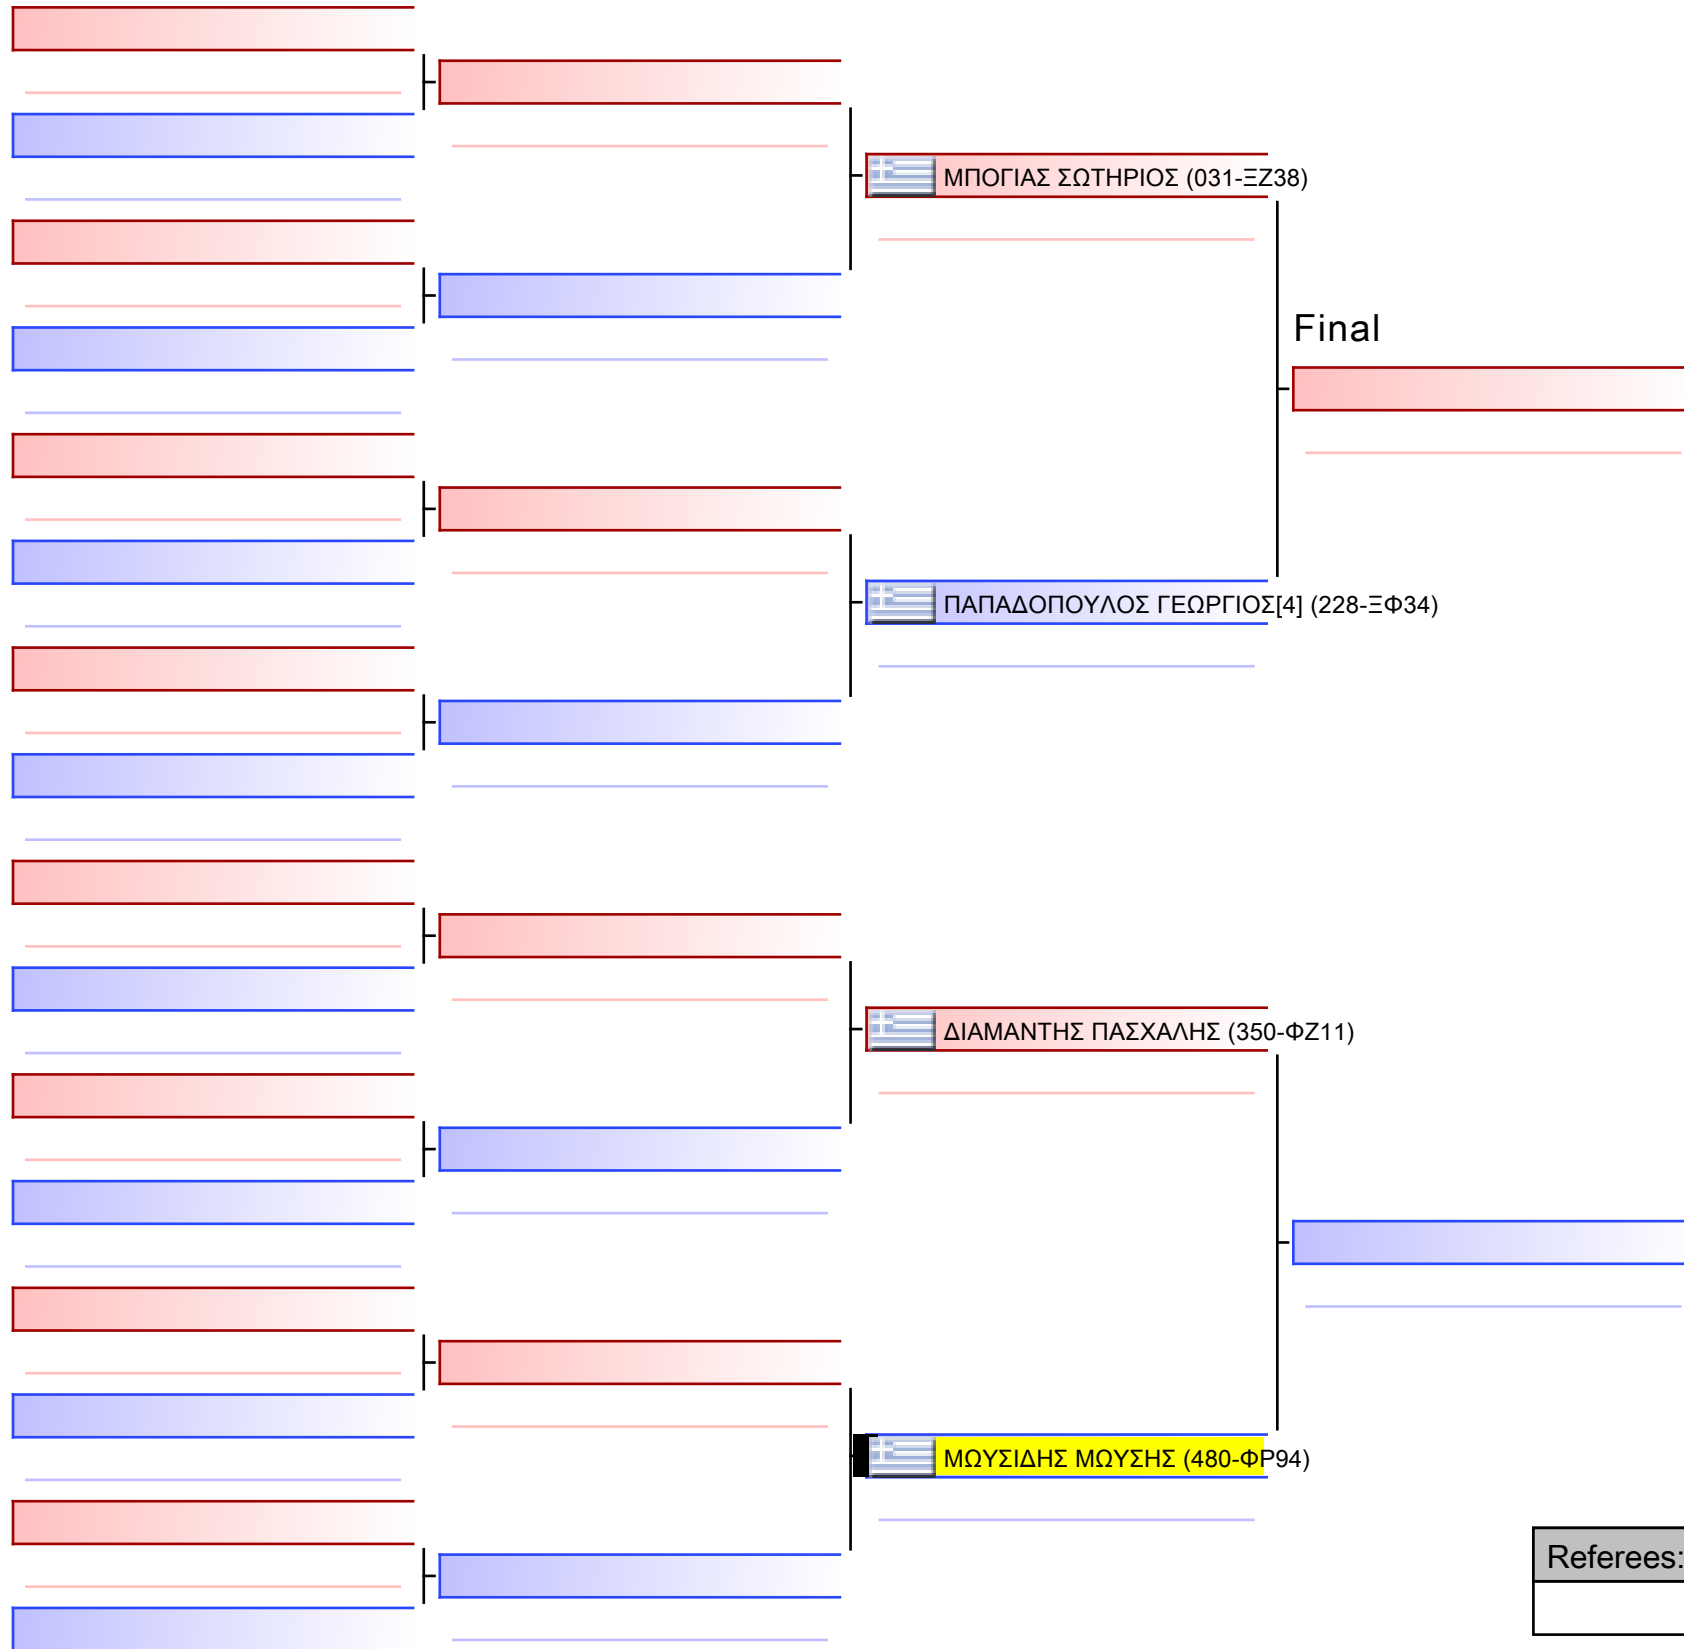 ΜΠΟΓΙΑΣ ΣΩΤΗΡΙΟΣ (031-ΞΖ38)
Final
ΠΑΠΑΔΟΠΟΥΛΟΣ ΓΕΩΡΓΙΟΣ[4] (228-ΞΦ34)
ΔΙΑΜΑΝΤΗΣ ΠΑΣΧΑΛΗΣ (350-ΦΖ11)
ΜΩΥΣΙΔΗΣ ΜΩΥΣΗΣ (480-ΦΡ94)
Referees: